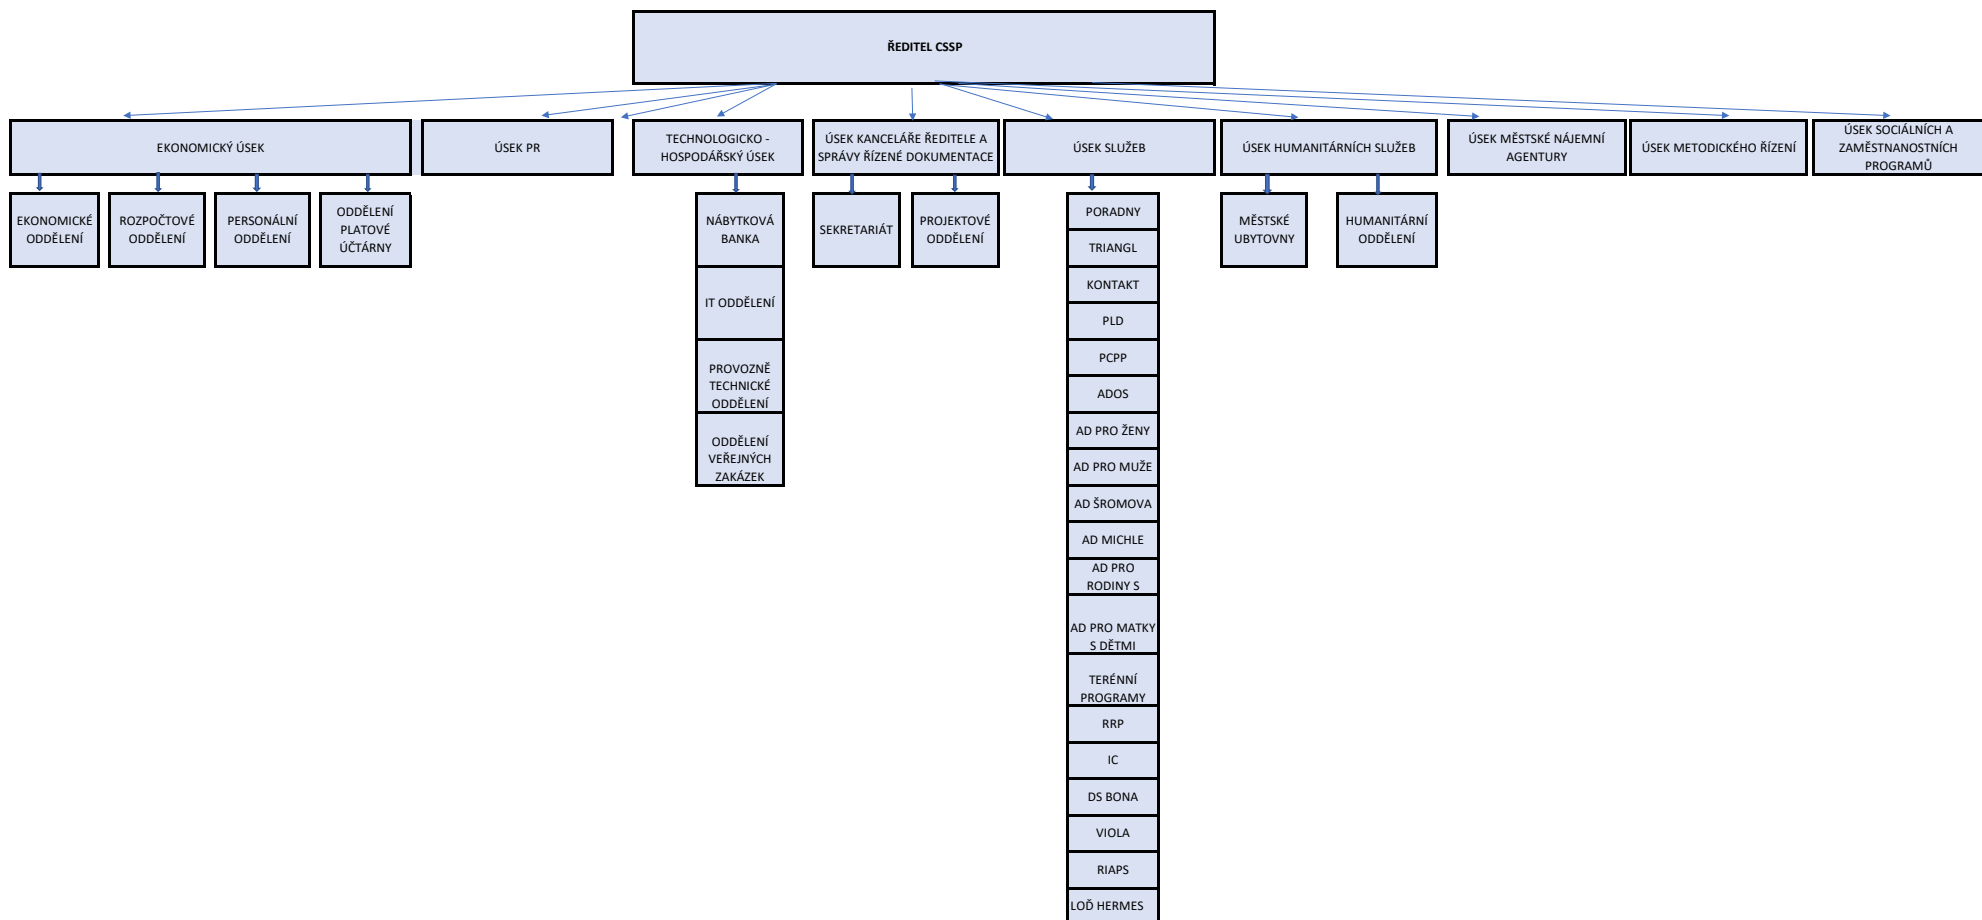 ŘEDITEL CSSP
EKONOMICKÝ ÚSEK
ÚSEK PR
TECHNOLOGICKO -
HOSPODÁŘSKÝ ÚSEK
ÚSEK KANCELÁŘE ŘEDITELE A
SPRÁVY ŘÍZENÉ DOKUMENTACE
ÚSEK SLUŽEB
ÚSEK HUMANITÁRNÍCH SLUŽEB
ÚSEK MĚSTSKÉ NÁJEMNÍ
AGENTURY
ÚSEK METODICKÉHO ŘÍZENÍ
ÚSEK SOCIÁLNÍCH A
ZAMĚSTNANOSTNÍCH
PROGRAMŮ
EKONOMICKÉ
ODDĚLENÍ
ROZPOČTOVÉ
ODDĚLENÍ
PERSONÁLNÍ
ODDĚLENÍ
ODDĚLENÍ
PLATOVÉ
ÚČTÁRNY
NÁBYTKOVÁ
BANKA
IT ODDĚLENÍ
PROVOZNĚ
TECHNICKÉ
ODDĚLENÍ
ODDĚLENÍ
VEŘEJNÝCH
ZAKÁZEK
SEKRETARIÁT
PROJEKTOVÉ
ODDĚLENÍ
PORADNY
TRIANGL
KONTAKT
PLD
PCPP
ADOS
AD PRO ŽENY
AD PRO MUŽE
AD ŠROMOVA
AD MICHLE
AD PRO
RODINY S
AD PRO MATKY
S DĚTMI
TERÉNNÍ
PROGRAMY
RRP
IC
DS BONA
VIOLA
RIAPS
LOĎ HERMES
MĚSTSKÉ
UBYTOVNY
HUMANITÁRNÍ
ODDĚLENÍ